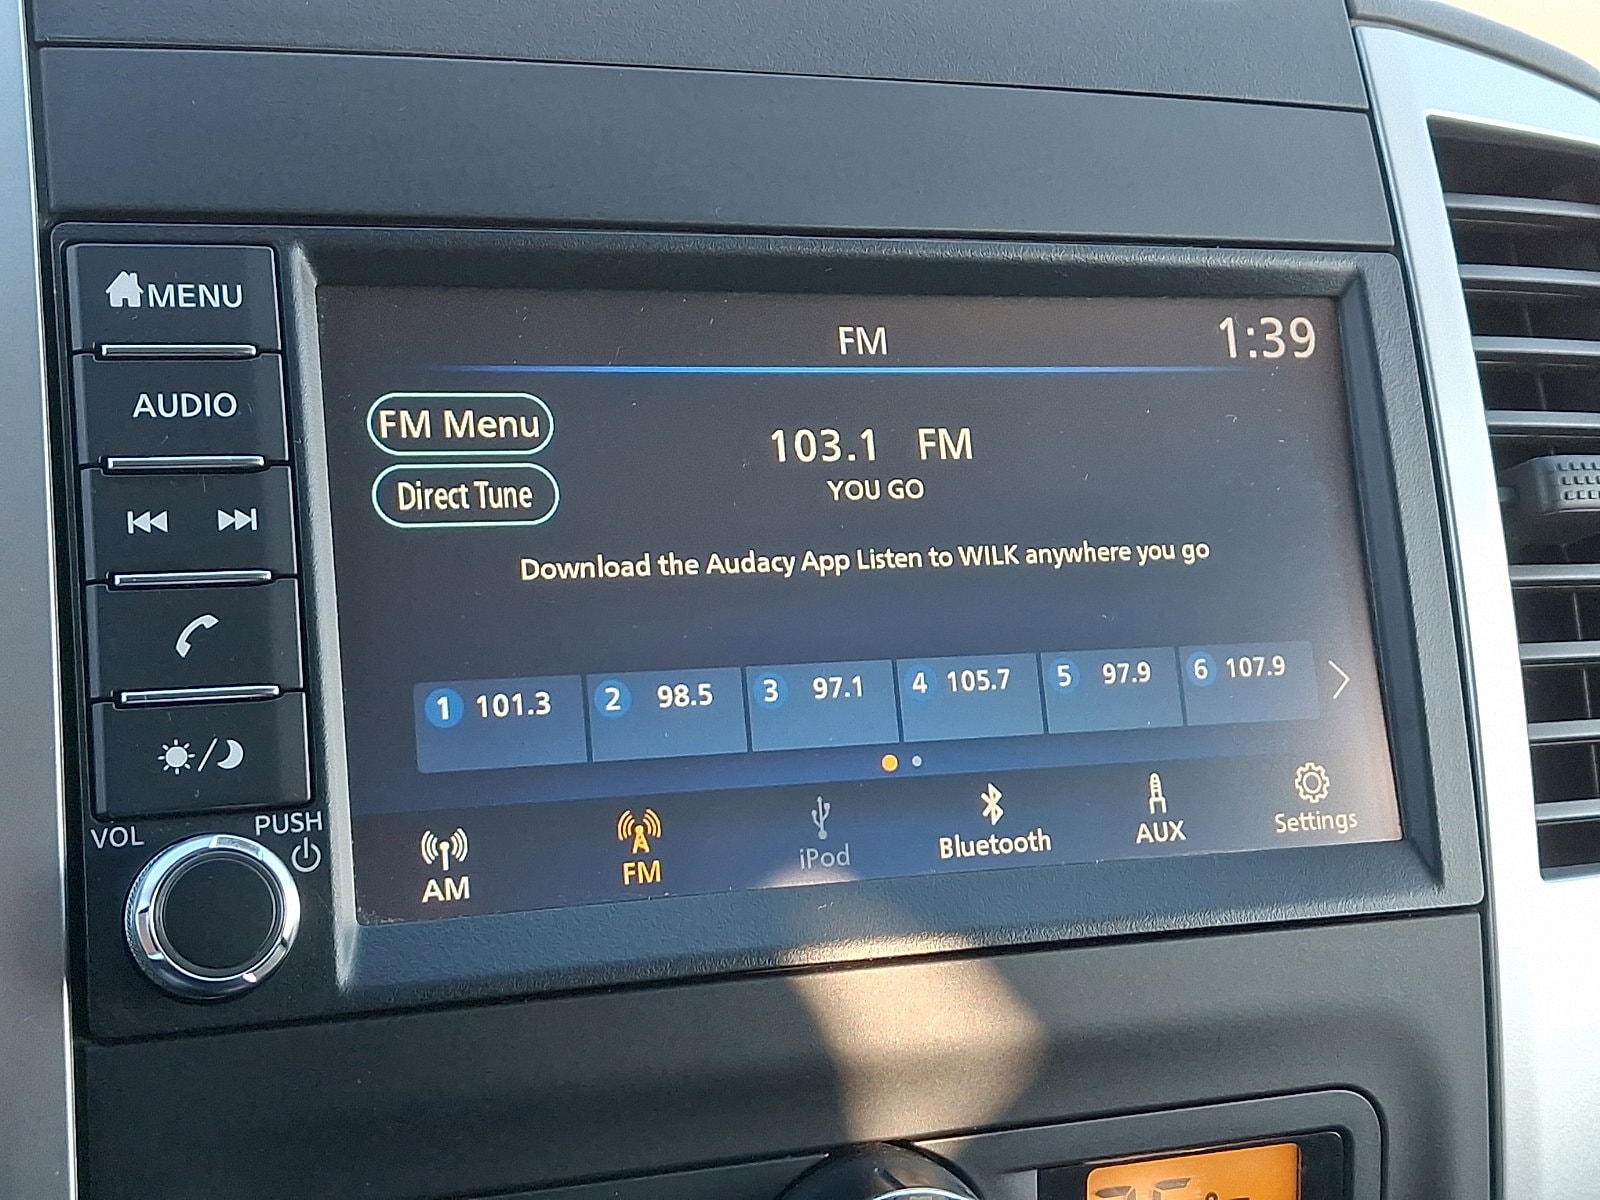 MENU
AUDIO
VOL
PUSH
FM
1:39
FM Menu
Direct Tune
103.1 FM
YOU GO
Download the Audacy App Listen to WILK anywhere you go
1 101.3
2 98.5
3 97.1
4 105.7
5 97.9
6 107.9
AM
FM
iPod
Bluetooth
AUX
Settings